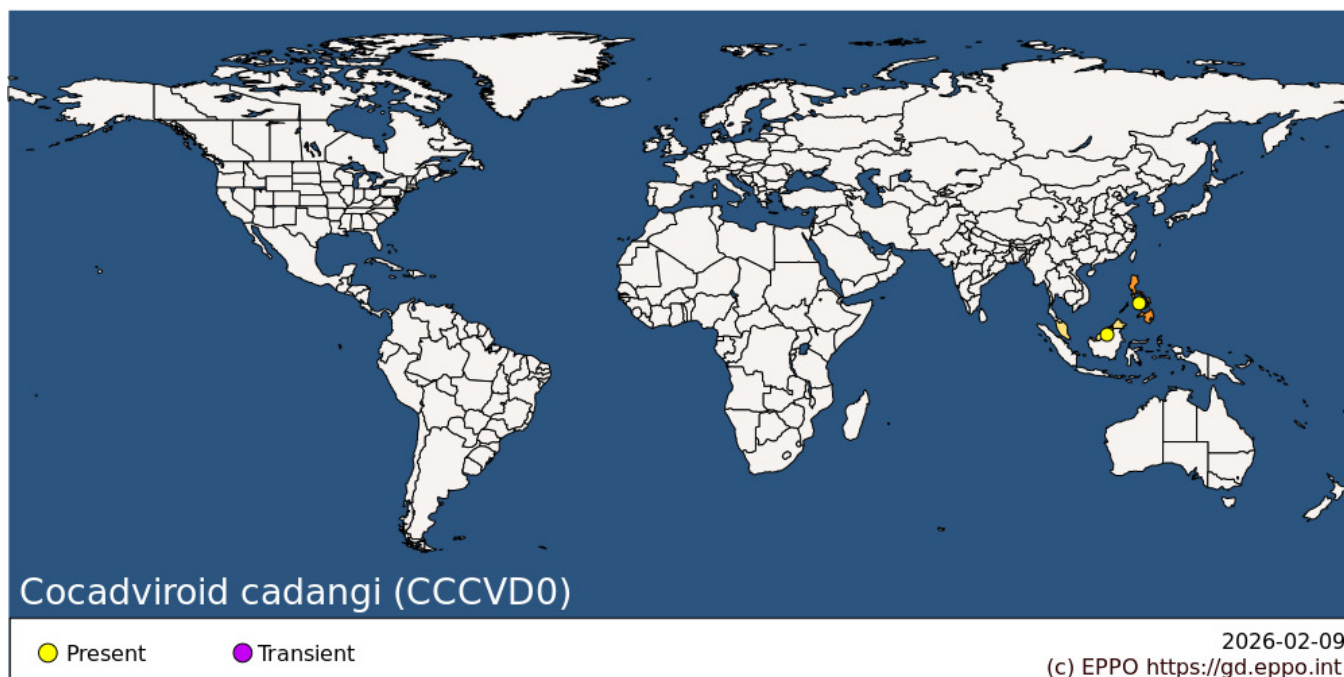 Cocadviroid cadangi (CCCVD0)
Present
Transient
2026-02-09
(c) EPPO https://gd.eppo.int